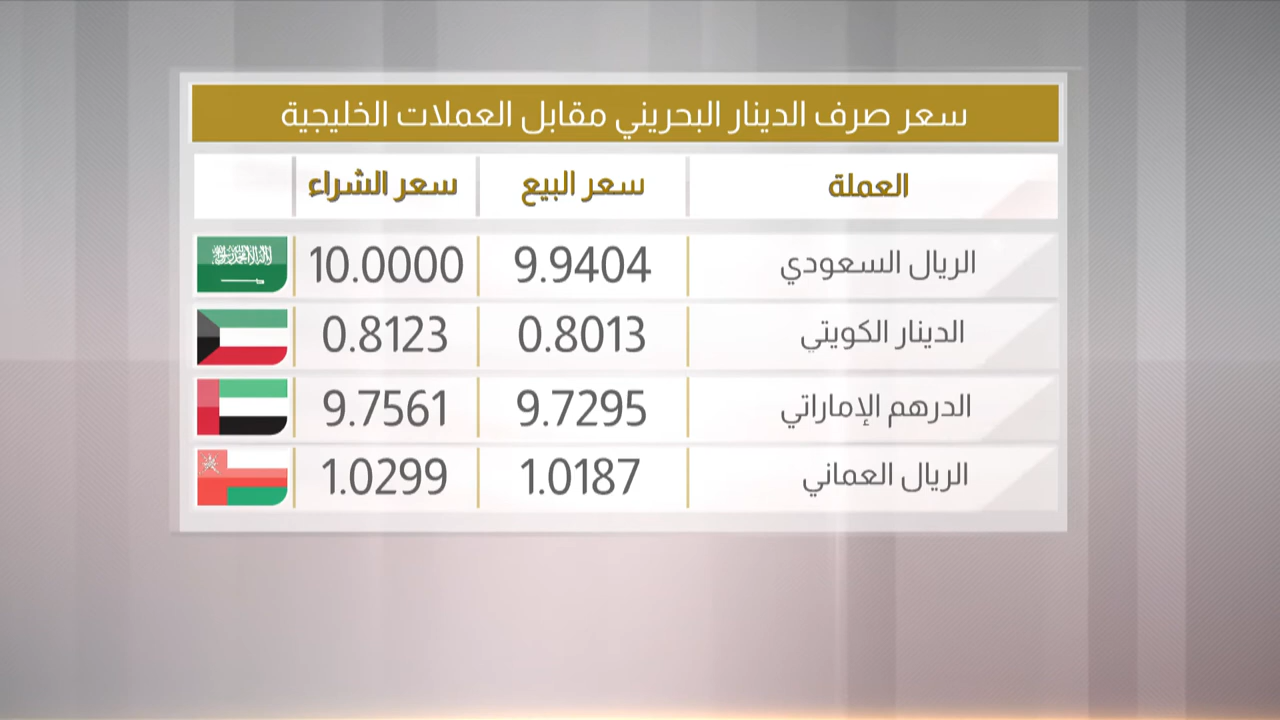 سعر صرف الدينار البحريني مقابل العملات الخليجية
العملة سعر البيع سعر الشراء
الريال السعودي 9.9404 10.0000
الدينار الكويتي 0.8013 0.8123
الدرهم الإماراتي 9.7295 9.7561
الريال العماني 1.0187 1.0299